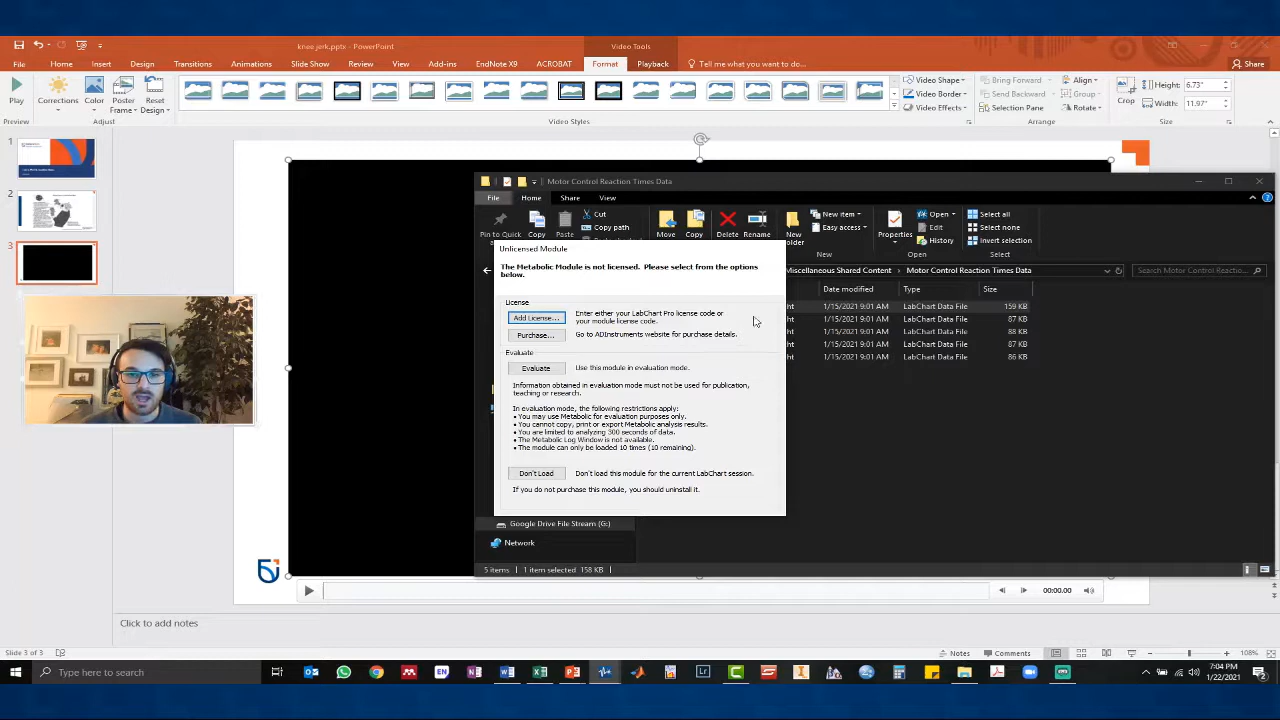 knee jerk.pptx - PowerPoint
Video Tools
File Home Insert Design Transitions Animations Slide Show Review View Add-ins EndNote X9 ACROBAT Format Playback Tell me what you want to do... Share
Play
Corrections
Color
Poster Frame
Reset Design
Video Shape
Video Border
Video Effects
Bring Forward
Send Backward
Selection Pane
Align
Group
Rotate
Crop
Height: 6.73"
Width: 11.97"
Preview Adjust Video Styles Arrange Size
1
2
3
Motor Control Reaction Times Data
File Home Share View
Pin to Quick
Copy
Paste
Cut
Copy path
Move
Copy
Delete
Rename
New folder
New item
Easy access
Properties
Open
Edit
History
Select all
Select none
Invert selection
New Open Select
Miscellaneous Shared Content Motor Control Reaction Times Data
Search Motor Control Reaction
Date modified Type Size
ht 1/15/2021 9:01 AM LabChart Data File 159 KB
ht 1/15/2021 9:01 AM LabChart Data File 87 KB
ht 1/15/2021 9:01 AM LabChart Data File 88 KB
ht 1/15/2021 9:01 AM LabChart Data File 87 KB
ht 1/15/2021 9:01 AM LabChart Data File 86 KB
Unlicensed Module
The Metabolic Module is not licensed. Please select from the options
below.
License
Add License... Enter either your LabChart Pro license code or
your module license code.
Purchase... Go to ADInstruments website for purchase details.
Evaluate
Evaluate Use this module in evaluation mode.
Information obtained in evaluation mode must not be used for publication,
teaching or research.
In evaluation mode, the following restrictions apply:
• You may use Metabolic for evaluation purposes only.
• You cannot copy, print or export Metabolic analysis results.
• You are limited to analyzing 300 seconds of data.
• The Metabolic Log Window is not available.
• The module can only be loaded 10 times (10 remaining).
Don't Load Don't load this module for the current LabChart session.
If you do not purchase this module, you should uninstall it.
Google Drive File Stream (G:)
Network
5 items 1 item selected 158 KB
00:00.00
Click to add notes
Slide 3 of 3 Notes Comments 108%
Type here to search
7:04 PM
1/22/2021
2